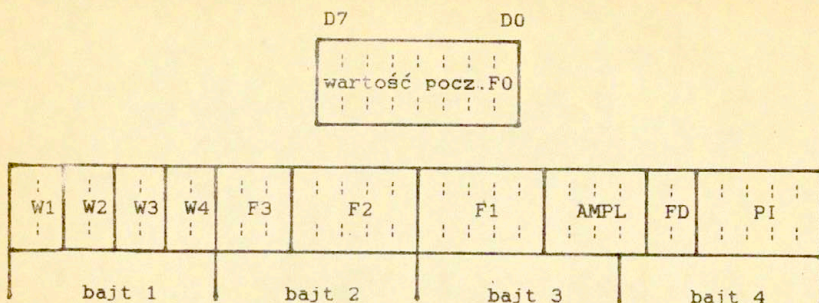 D7 D0
wartość pocz.F0
W1 W2 W3 W4 F3 F2 F1 AMPL FD PI
bajt 1 bajt 2 bajt 3 bajt 4